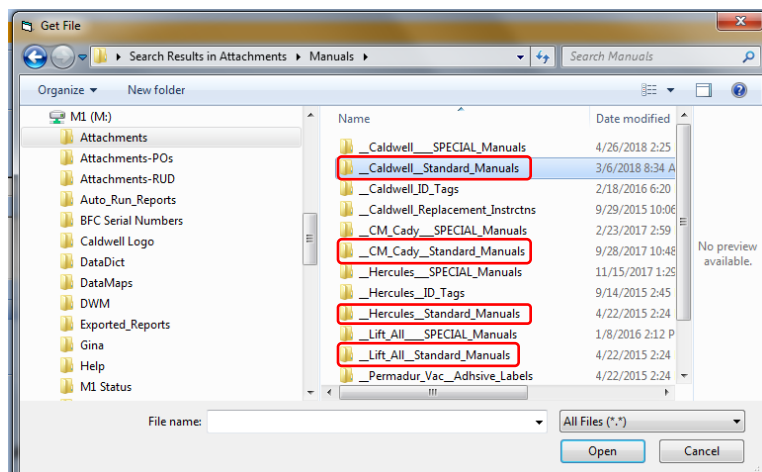 Get File
Search Results in Attachments Manuals Search Manuals
Organize New folder
M1 (M:)
Attachments
Attachments-POs
Attachments-RUD
Auto_Run_Reports
BFC Serial Numbers
Caldwell Logo
DataDict
DataMaps
DWM
Exported_Reports
Gina
Help
M1 Status
Name Date modified
__Caldwell___SPECIAL_Manuals 4/26/2018 2:25
__Caldwell__Standard_Manuals 3/6/2018 8:34 A
__Caldwell_ID_Tags 2/18/2016 6:20
__Caldwell_Replacement_Instrctns 9/29/2015 10:06
__CM_Cady___SPECIAL_Manuals 2/23/2017 2:59
__CM_Cady__Standard_Manuals 9/28/2017 10:48
__Hercules___SPECIAL_Manuals 11/15/2017 1:29
__Hercules_ID_Tags 9/14/2015 2:45
__Hercules__Standard_Manuals 4/22/2015 2:24
__Lift_All___SPECIAL_Manuals 1/8/2016 2:12 P
__Lift_All__Standard_Manuals 4/22/2015 2:24
__Permadur_Vac__Adhsive_Labels 4/22/2015 2:24
No preview
available.
File name: All Files (*.*)
Open Cancel